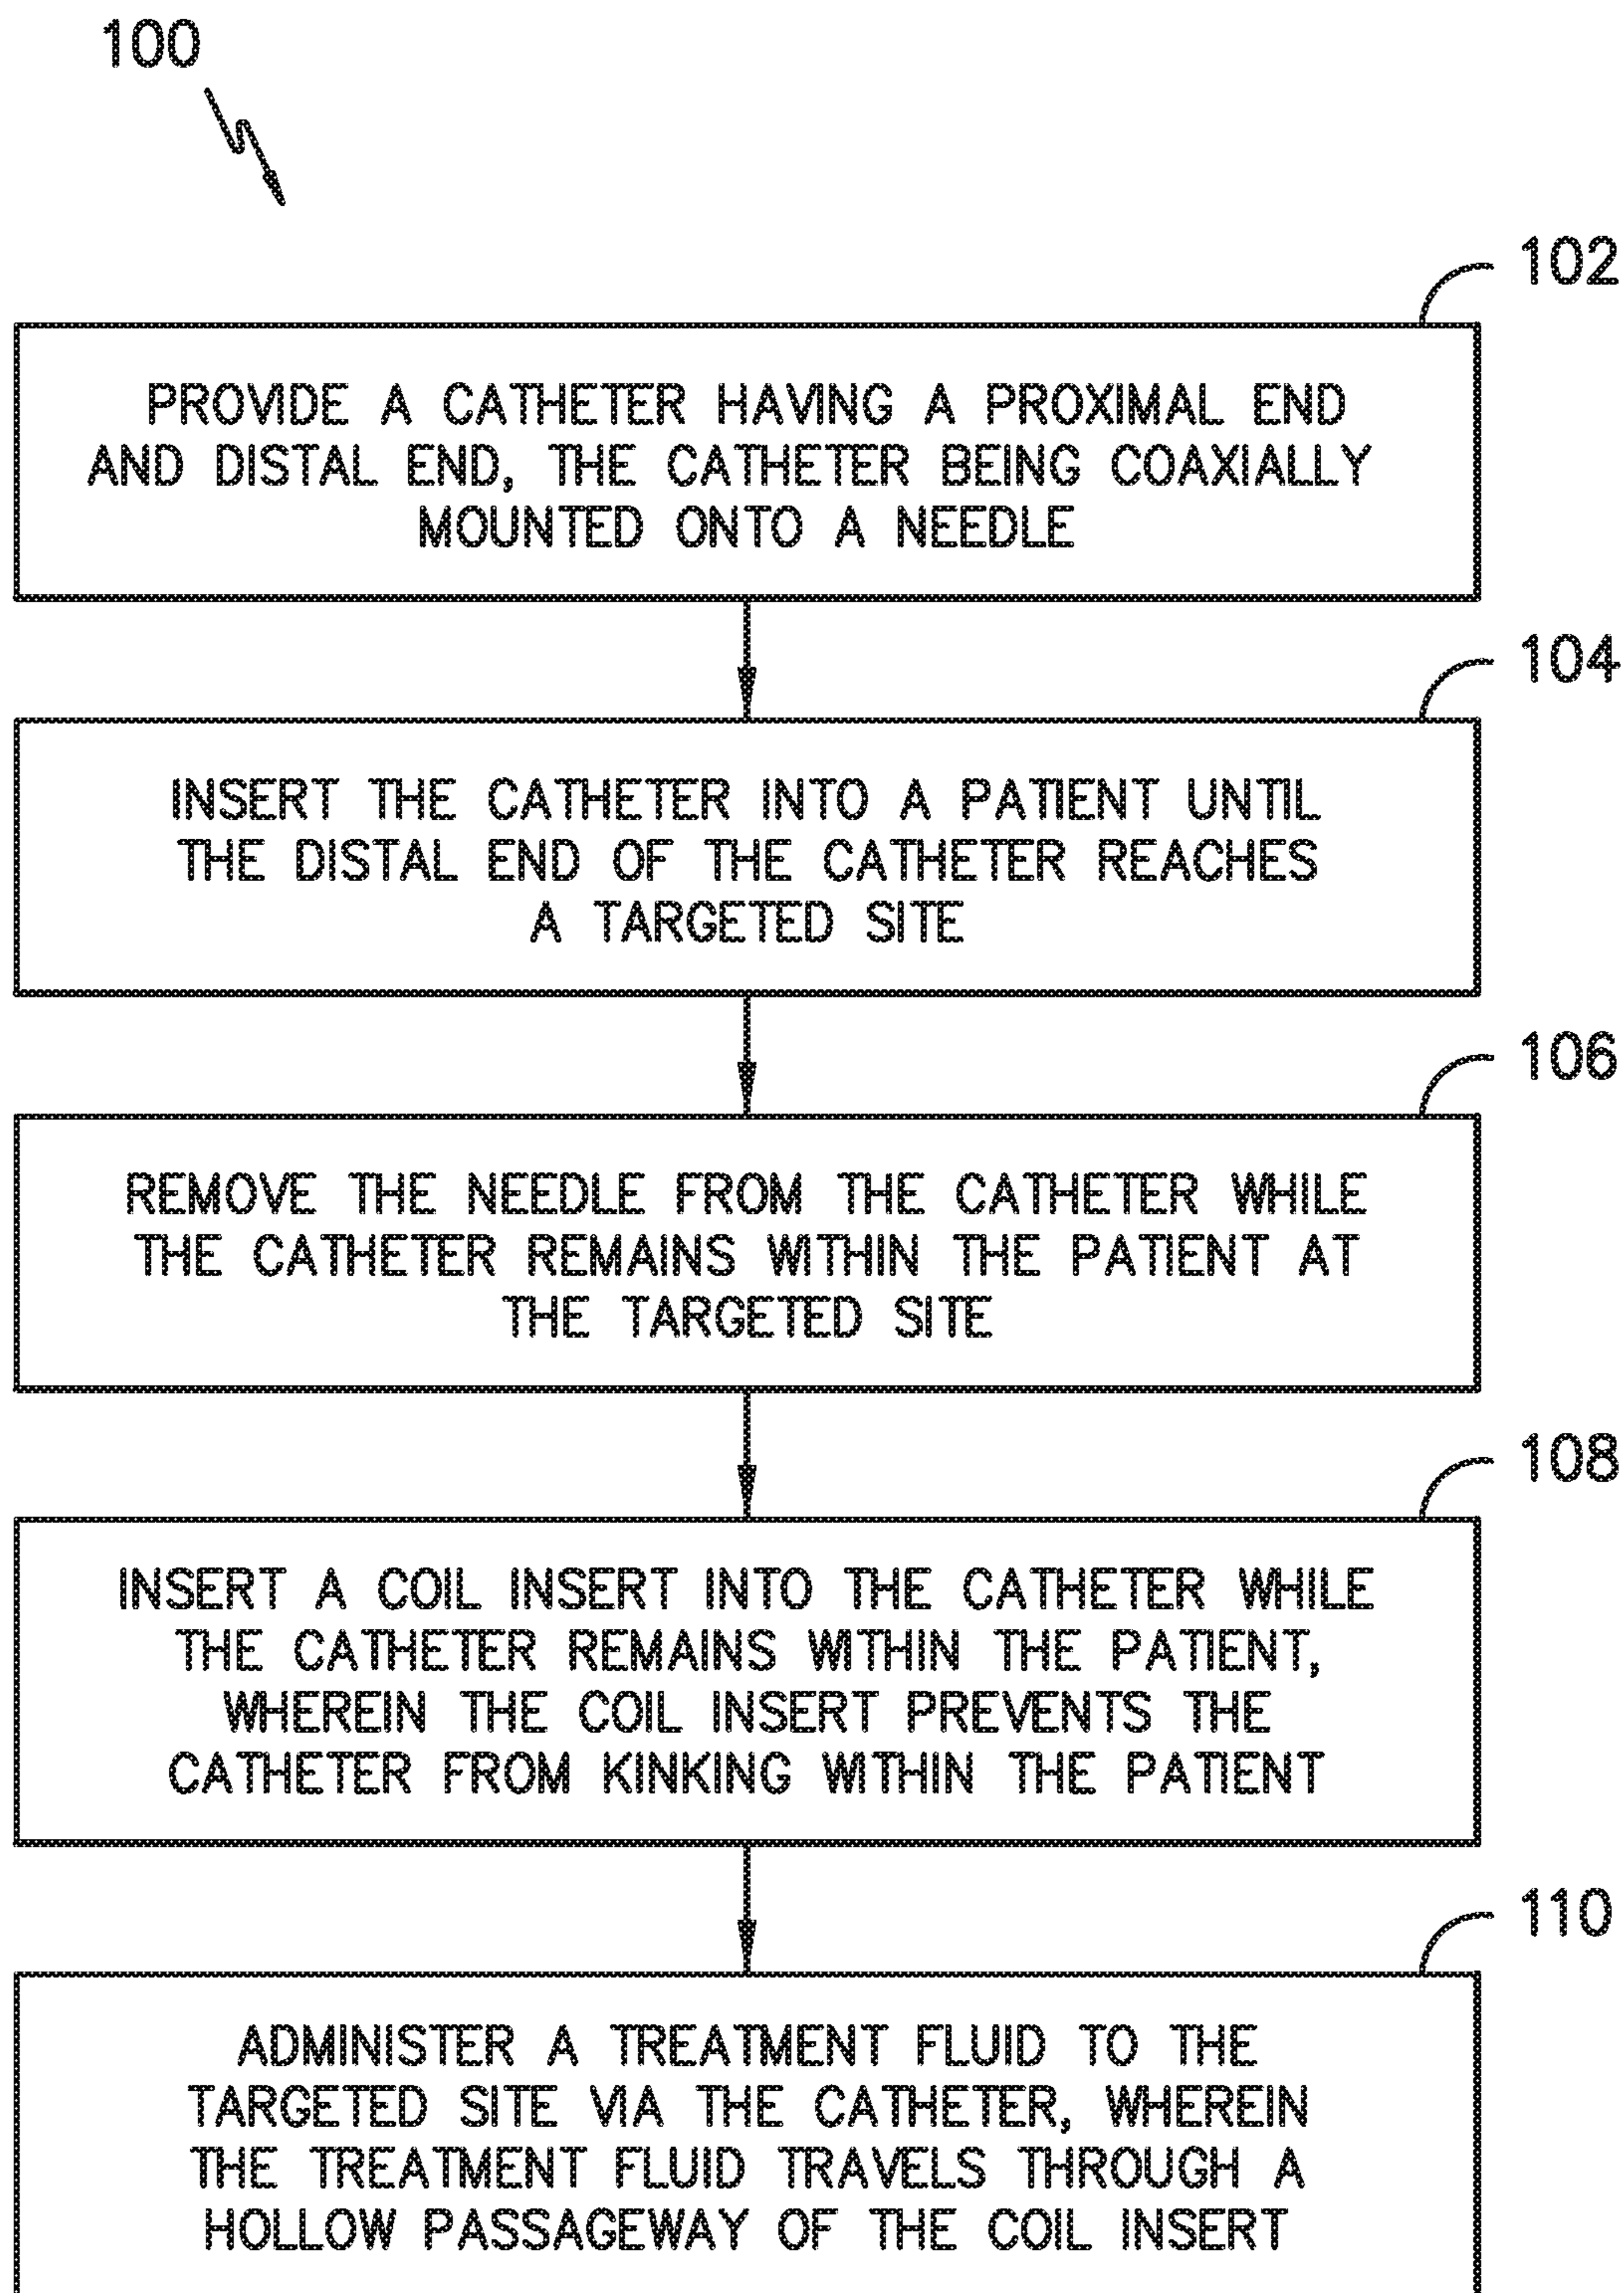 100
102
PROVIDE A CATHETER HAVING A PROXIMAL END
AND DISTAL END, THE CATHETER BEING COAXIALLY
MOUNTED ONTO A NEEDLE
104
INSERT THE CATHETER INTO A PATIENT UNTIL
THE DISTAL END OF THE CATHETER REACHES
A TARGETED SITE
106
REMOVE THE NEEDLE FROM THE CATHETER WHILE
THE CATHETER REMAINS WITHIN THE PATIENT AT
THE TARGETED SITE
108
INSERT A COIL INSERT INTO THE CATHETER WHILE
THE CATHETER REMAINS WITHIN THE PATIENT,
WHEREIN THE COIL INSERT PREVENTS THE
CATHETER FROM KINKING WITHIN THE PATIENT
110
ADMINISTER A TREATMENT FLUID TO THE
TARGETED SITE VIA THE CATHETER, WHEREIN
THE TREATMENT FLUID TRAVELS THROUGH A
HOLLOW PASSAGEWAY OF THE COIL INSERT